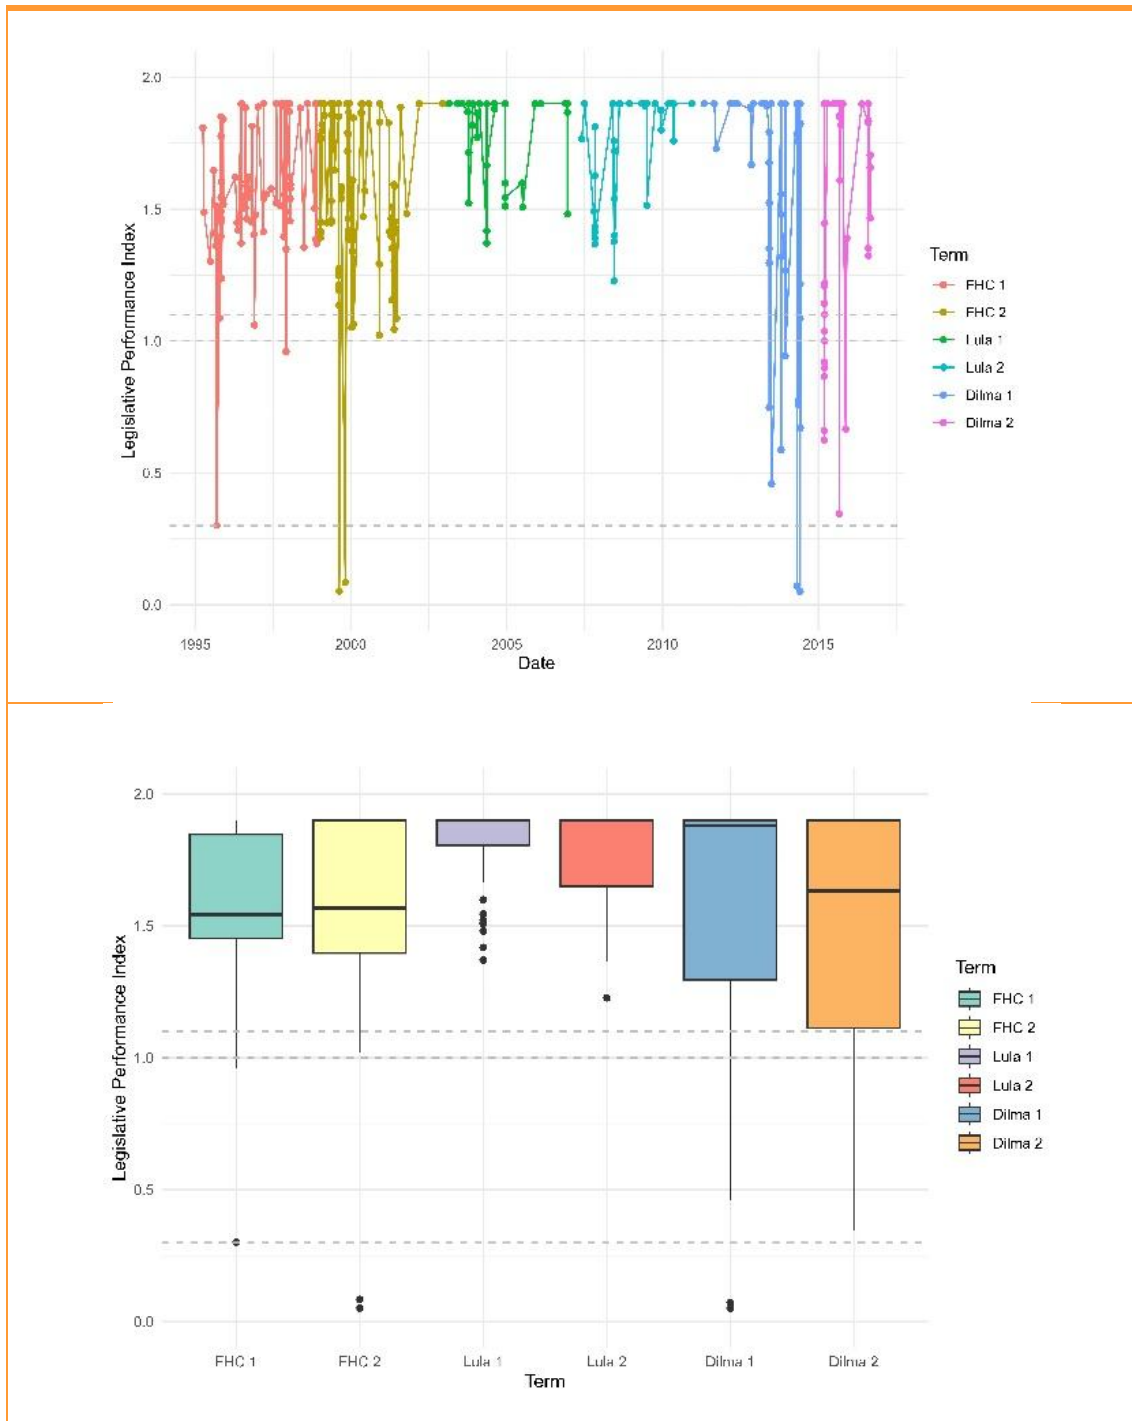 2.0
1.5
1.0
0.5
0.0
Legislative Performance Index
1995 2000 2005 2010 2015
Date
Term
FHC 1
FHC 2
Lula 1
Lula 2
Dilma 1
Dilma 2
2.0
1.5
1.0
0.5
0.0
Legislative Performance Index
FHC 1 FHC 2 Lula 1 Lula 2 Dilma 1 Dilma 2
Term
Term
FHC 1
FHC 2
Lula 1
Lula 2
Dilma 1
Dilma 2